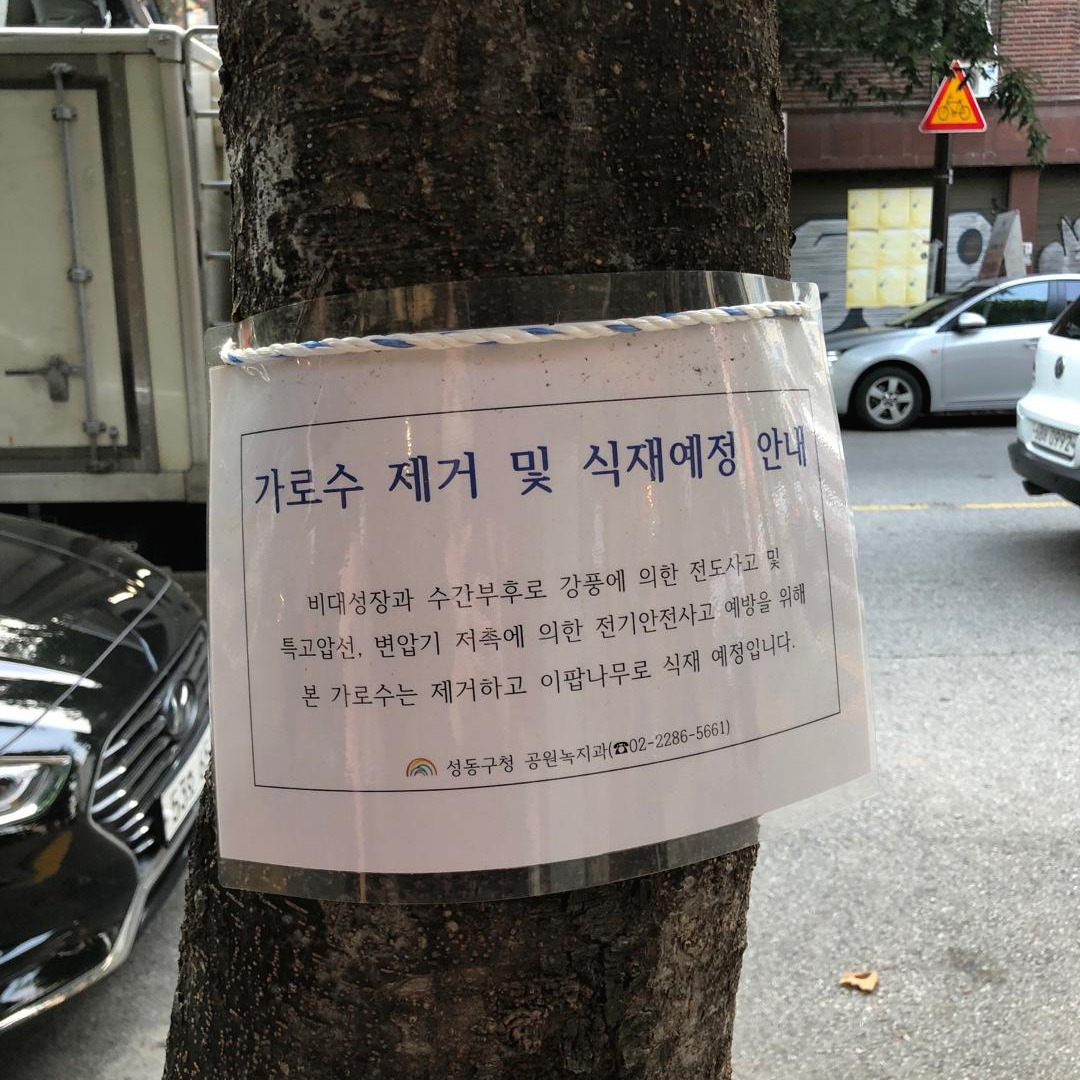 가로수 제거 및 식재예정 안내
비대성장과 수간부후로 강풍에 의한 전도사고 및
특고압선, 변압기 저촉에 의한 전기안전사고 예방을 위해
본 가로수는 제거하고 이팝나무로 식재 예정입니다.
성동구청 공원녹지과(☎02-2286-5661)